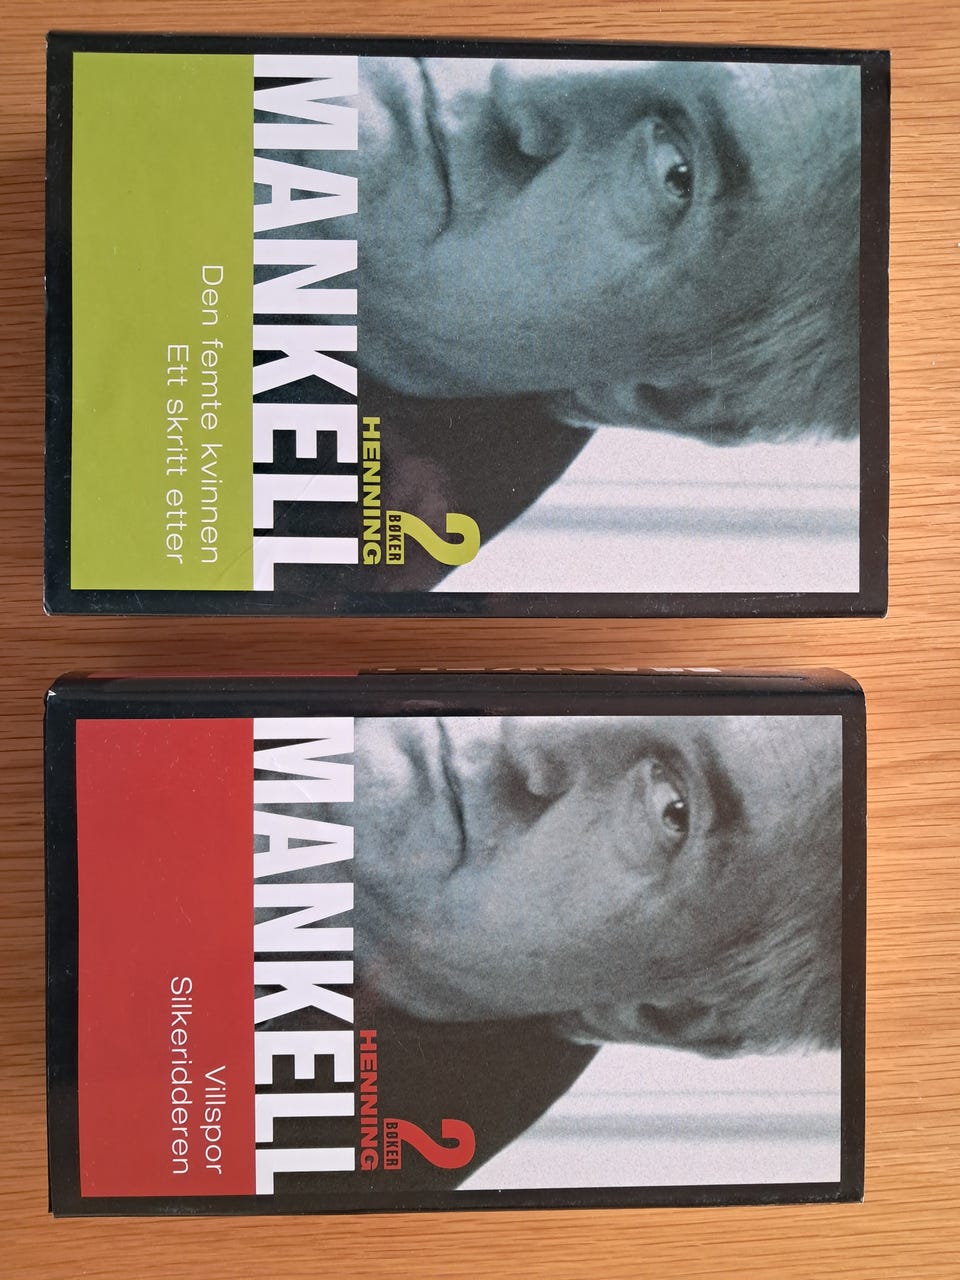 2
BØKER
HENNING
MANKELL
Den femte kvinnen
Ett skritt etter
2
BØKER
HENNING
MANKELL
Villspor
Silkeridderen